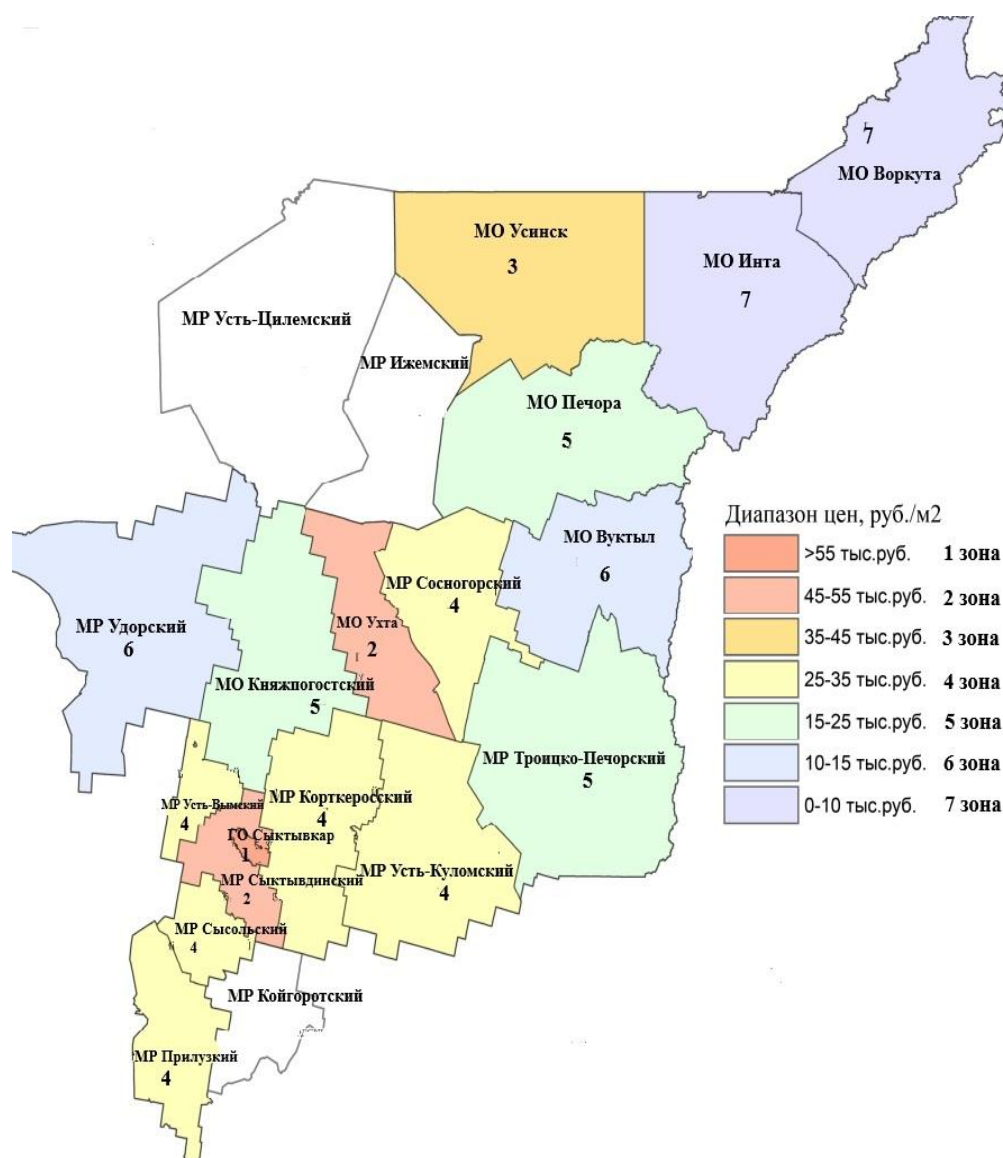 7
МО Воркута
МО Усинск
3
МО Инта
7
МР Усть-Цилемский
МР Ижемский
МО Печора
5
МО Вуктыл
6
МР Сосногорский
4
МО Ухта
2
МР Удорский
6
МО Княжпогостский
5
МР Троицко-Печорский
5
МР Корткеросский
4
МР Усть-Вымский
4
ГО Сыктывкар
1
МР Усть-Куломский
4
МР Сыктывдинский
2
МР Сысольский
4
МР Койгоротский
МР Прилузкий
4
Диапазон цен, руб./м2
>55 тыс.руб. 1 зона
45-55 тыс.руб. 2 зона
35-45 тыс.руб. 3 зона
25-35 тыс.руб. 4 зона
15-25 тыс.руб. 5 зона
10-15 тыс.руб. 6 зона
0-10 тыс.руб. 7 зона